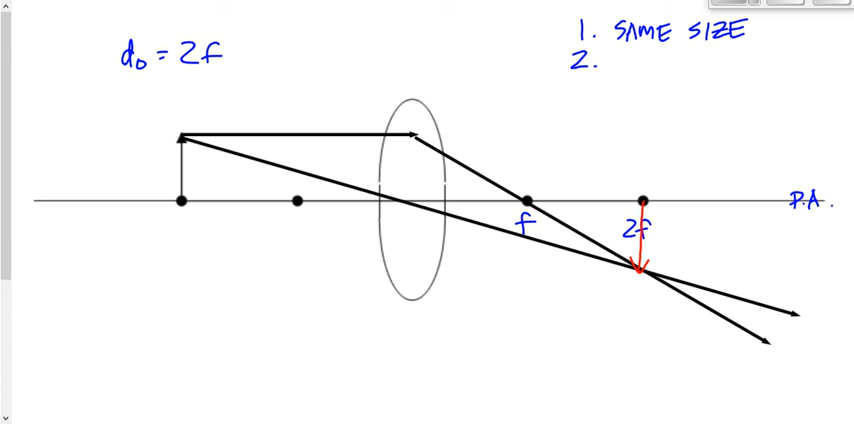 1. SAME SIZE
d₀ = 2f
2.
P.A.
f
2f